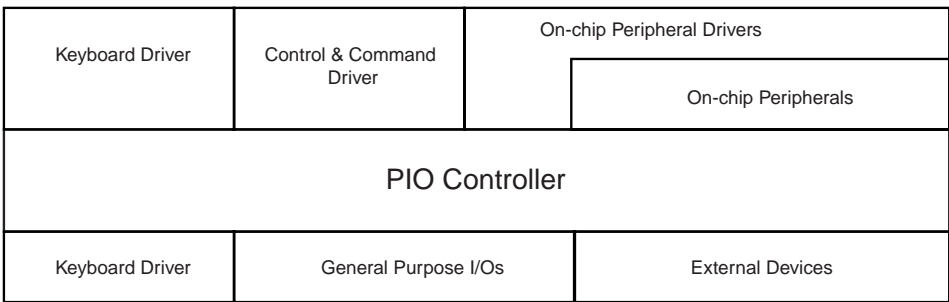 Keyboard Driver
Control & Command
Driver
On-chip Peripheral Drivers
On-chip Peripherals
PIO Controller
Keyboard Driver
General Purpose I/Os
External Devices